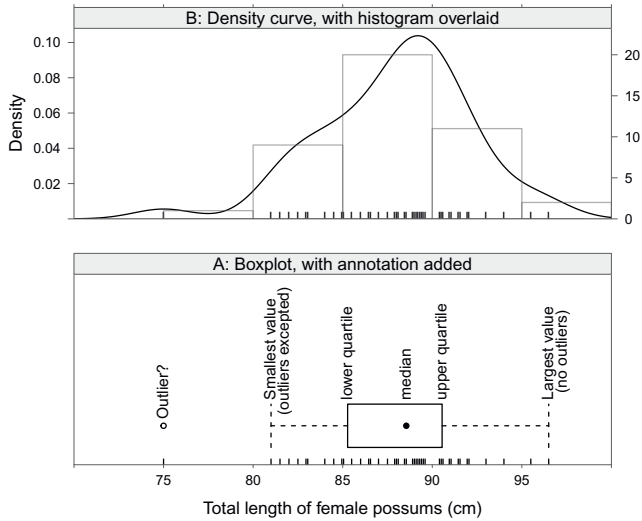 B: Density curve, with histogram overlaid
0.10
0.08
0.06
0.04
0.02
Density
20
15
10
5
0
A: Boxplot, with annotation added
Outlier?
Smallest value
(outliers excepted)
lower quartile
median
upper quartile
Largest value
(no outliers)
75
80
85
90
95
Total length of female possums (cm)